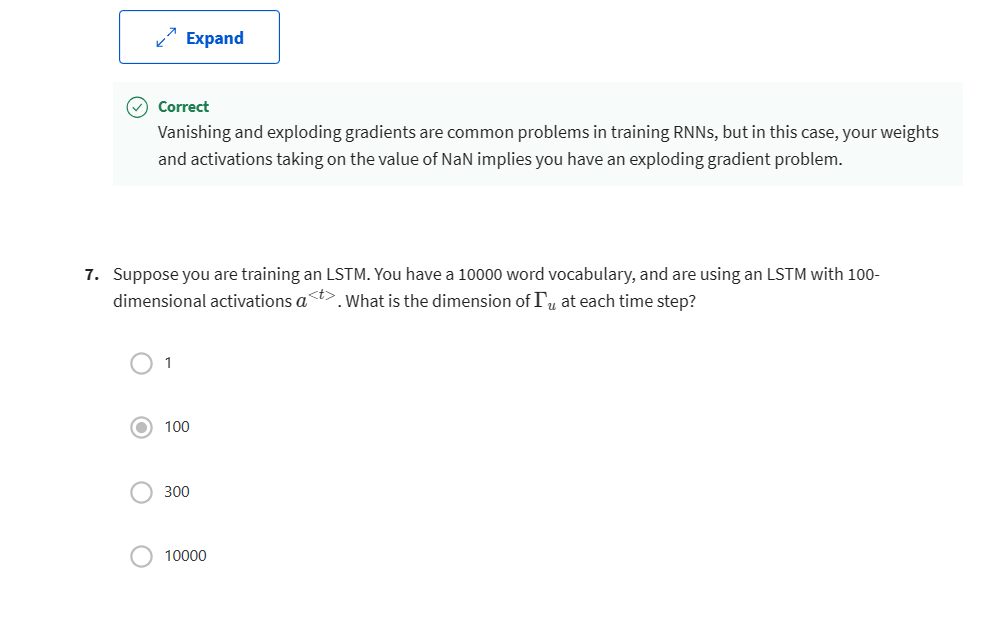 Expand
Correct
Vanishing and exploding gradients are common problems in training RNNs, but in this case, your weights
and activations taking on the value of NaN implies you have an exploding gradient problem.
7. Suppose you are training an LSTM. You have a 10000 word vocabulary, and are using an LSTM with 100-
dimensional activations a<t>. What is the dimension of Γu at each time step?
1
100
300
10000